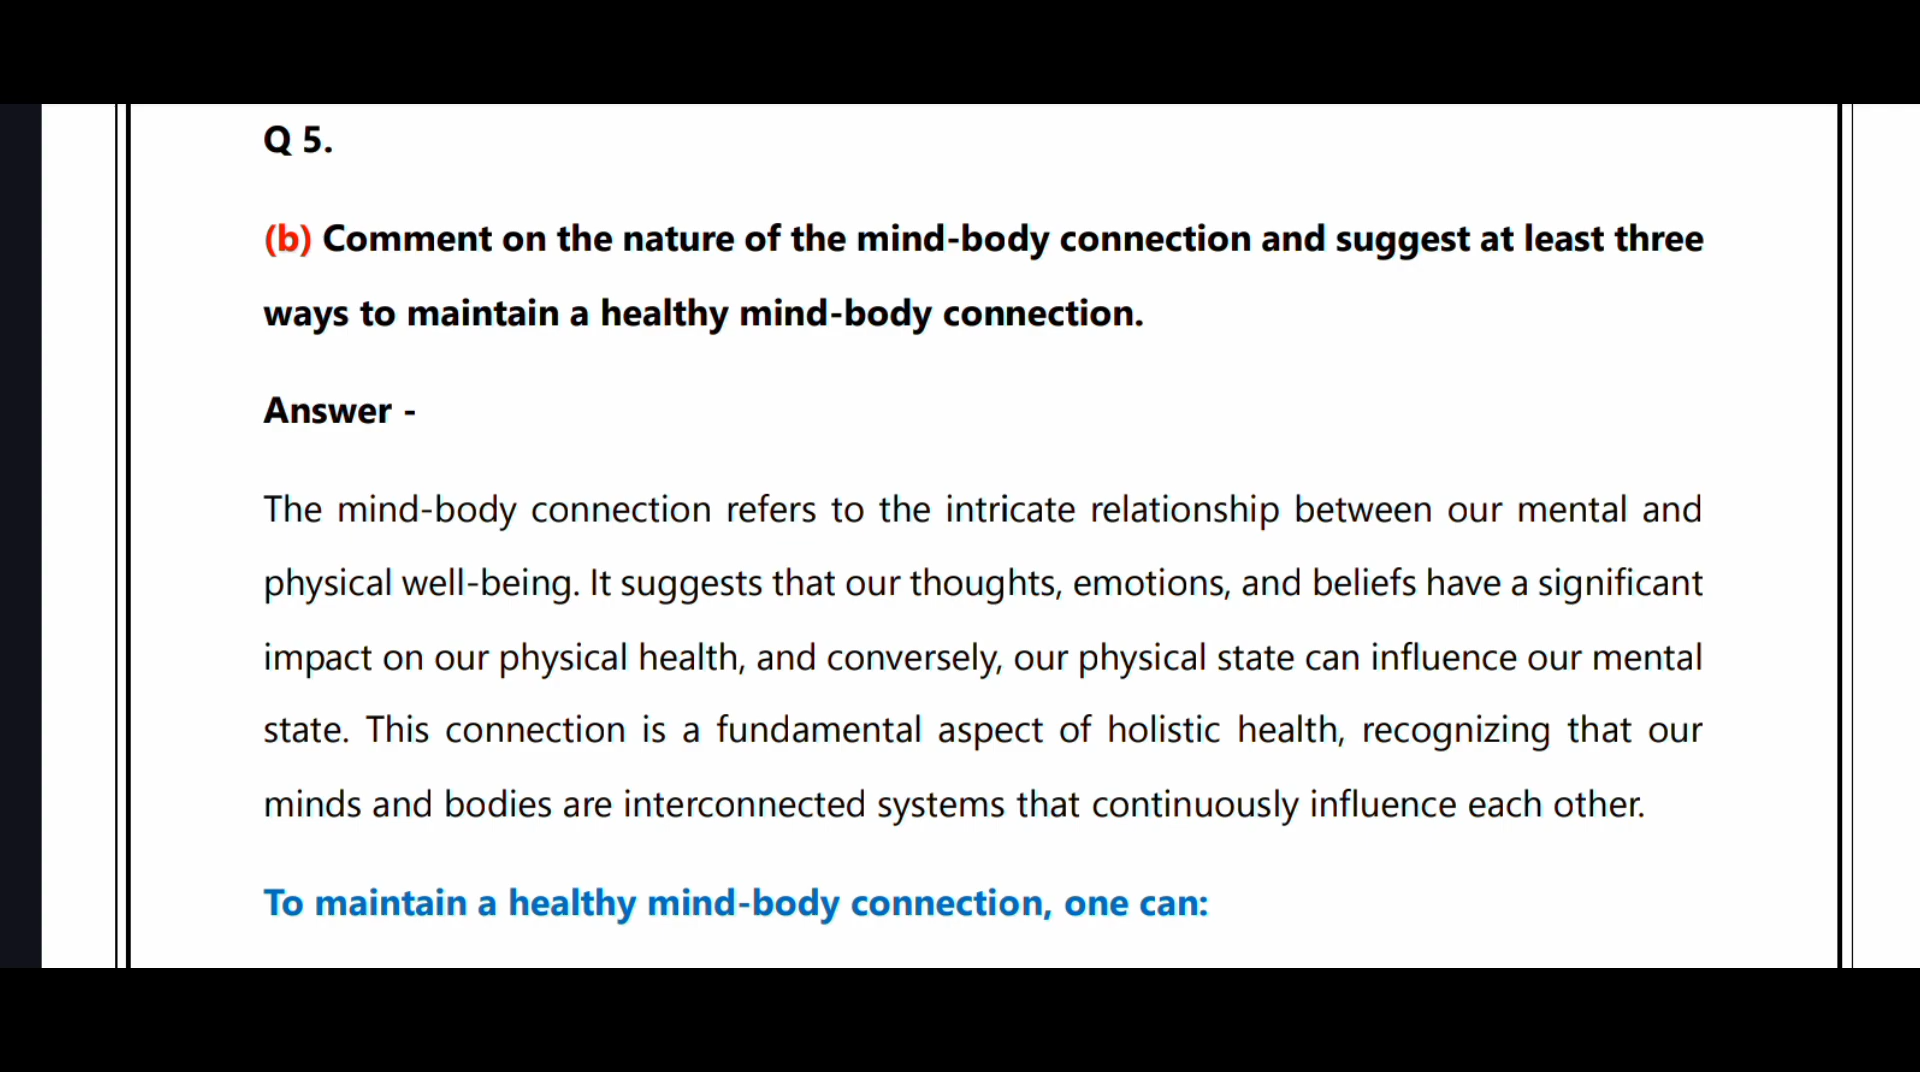 Q 5.
(b) Comment on the nature of the mind-body connection and suggest at least three
ways to maintain a healthy mind-body connection.
Answer -
The mind-body connection refers to the intricate relationship between our mental and
physical well-being. It suggests that our thoughts, emotions, and beliefs have a significant
impact on our physical health, and conversely, our physical state can influence our mental
state. This connection is a fundamental aspect of holistic health, recognizing that our
minds and bodies are interconnected systems that continuously influence each other.
To maintain a healthy mind-body connection, one can: